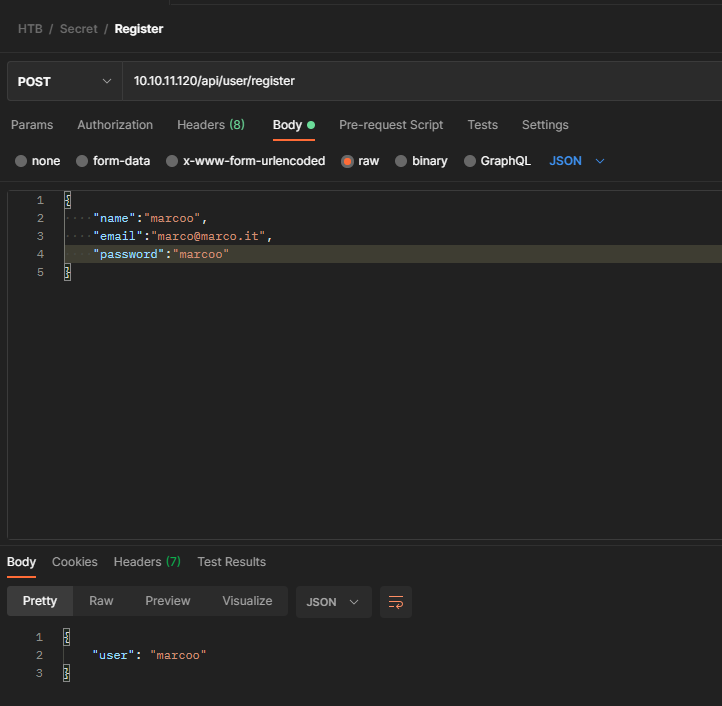 HTB / Secret / Register
POST 10.10.11.120/api/user/register
Params Authorization Headers (8) Body Pre-request Script Tests Settings
none form-data x-www-form-urlencoded raw binary GraphQL JSON
1 {
2 "name":"marcoo",
3 "email":"marco@marco.it",
4 "password":"marcoo"
5 }
Body Cookies Headers (7) Test Results
Pretty Raw Preview Visualize JSON
1 {
2 "user": "marcoo"
3 }